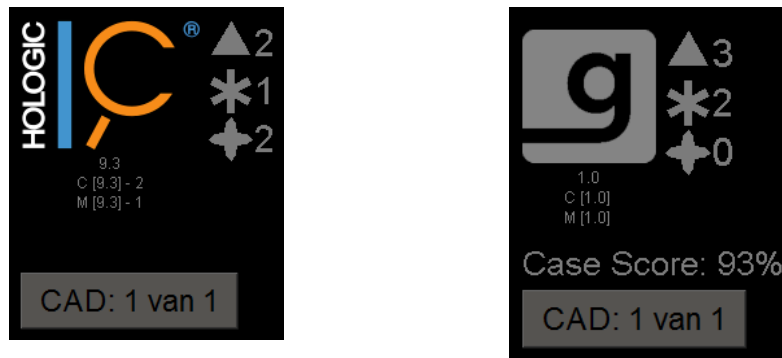 HOLOGIC
®
2
1
2
9.3
C [9.3] - 2
M [9.3] - 1
CAD: 1 van 1
g
3
2
0
1.0
C [1.0]
M [1.0]
Case Score: 93%
CAD: 1 van 1